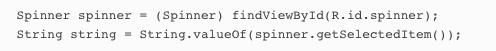 Spinner spinner = (Spinner) findViewById(R.id.spinner);
String string = String.valueOf(spinner.getSelectedItem());